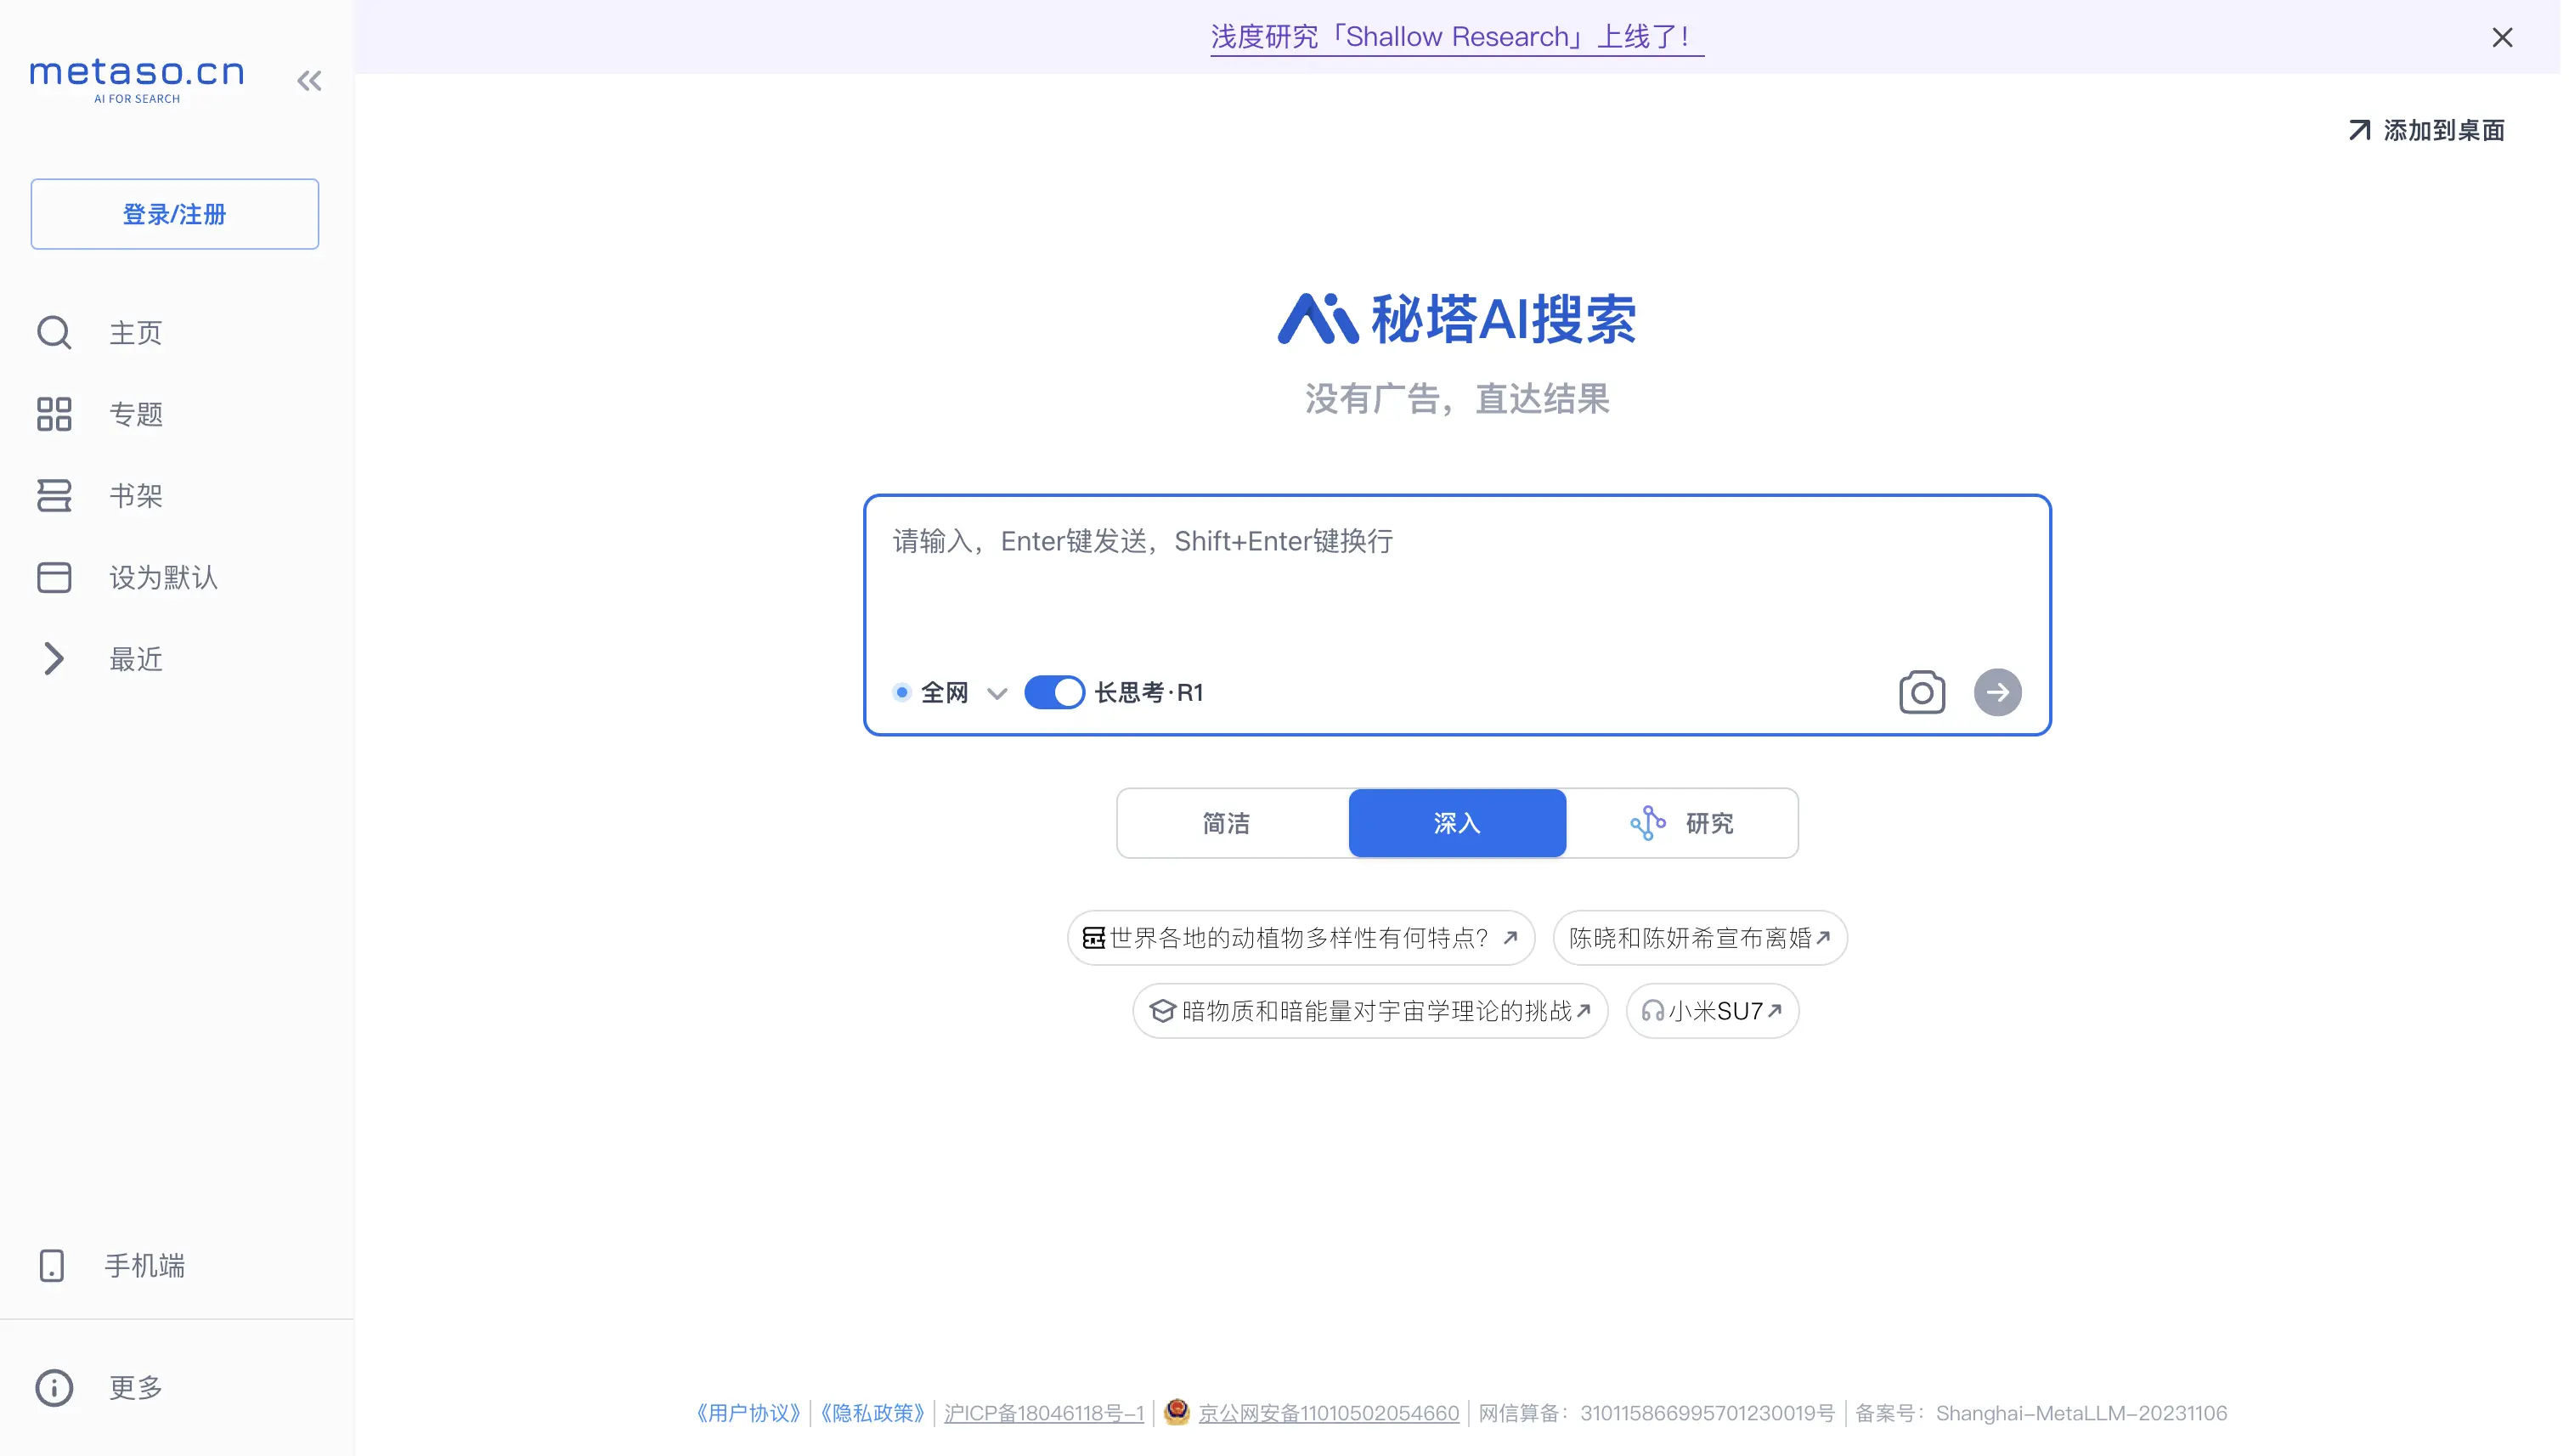 浅度研究「Shallow Research」上线了！
metaso.cn
AI FOR SEARCH
添加到桌面
登录/注册
主页
专题
书架
设为默认
最近
秘塔AI搜索
没有广告，直达结果
请输入，Enter键发送，Shift+Enter键换行
全网
长思考·R1
简洁
深入
研究
世界各地的动植物多样性有何特点？
陈晓和陈妍希宣布离婚
暗物质和暗能量对宇宙学理论的挑战
小米SU7
手机端
更多
《用户协议》|《隐私政策》| 沪ICP备18046118号-1 | 京公网安备11010502054660 | 网信算备：310115866995701230019号 | 备案号：Shanghai-MetaLLM-20231106